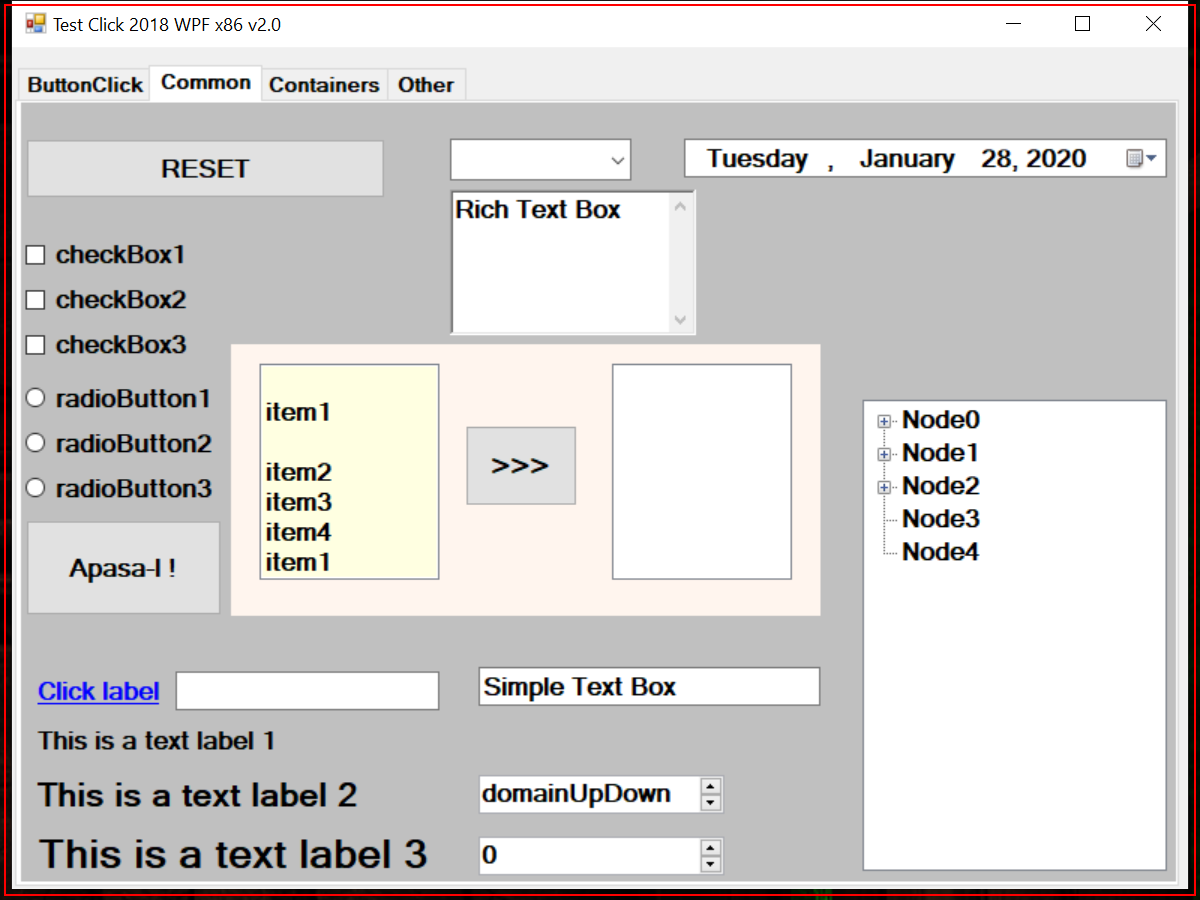 Test Click 2018 WPF x86 v2.0
ButtonClick Common Containers Other
RESET
Tuesday , January 28, 2020
Rich Text Box
checkBox1
checkBox2
checkBox3
radioButton1
radioButton2
radioButton3
Apasa-l !
item1
item2
item3
item4
item1
>>>
Node0
Node1
Node2
Node3
Node4
Click label
Simple Text Box
This is a text label 1
This is a text label 2
domainUpDown
This is a text label 3
0